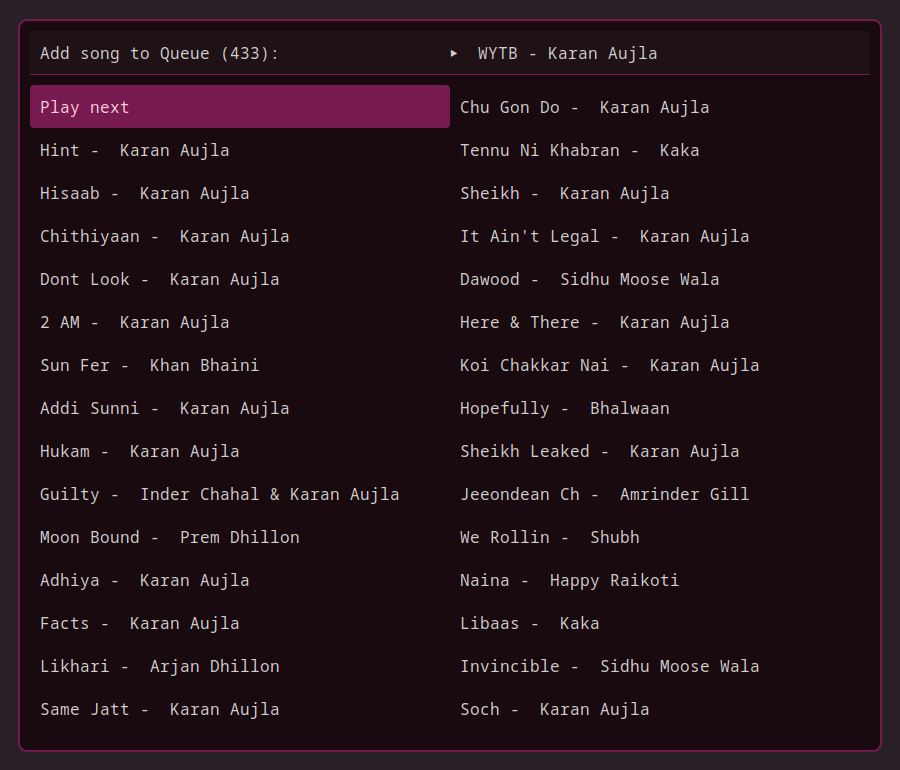 Add song to Queue (433):
▸ WYTB - Karan Aujla
Play next
Hint -  Karan Aujla
Hisaab -  Karan Aujla
Chithiyaan -  Karan Aujla
Dont Look -  Karan Aujla
2 AM -  Karan Aujla
Sun Fer -  Khan Bhaini
Addi Sunni -  Karan Aujla
Hukam -  Karan Aujla
Guilty -  Inder Chahal & Karan Aujla
Moon Bound -  Prem Dhillon
Adhiya -  Karan Aujla
Facts -  Karan Aujla
Likhari -  Arjan Dhillon
Same Jatt -  Karan Aujla
Chu Gon Do -  Karan Aujla
Tennu Ni Khabran -  Kaka
Sheikh -  Karan Aujla
It Ain't Legal -  Karan Aujla
Dawood -  Sidhu Moose Wala
Here & There -  Karan Aujla
Koi Chakkar Nai -  Karan Aujla
Hopefully -  Bhalwaan
Sheikh Leaked -  Karan Aujla
Jeeondean Ch -  Amrinder Gill
We Rollin -  Shubh
Naina -  Happy Raikoti
Libaas -  Kaka
Invincible -  Sidhu Moose Wala
Soch -  Karan Aujla